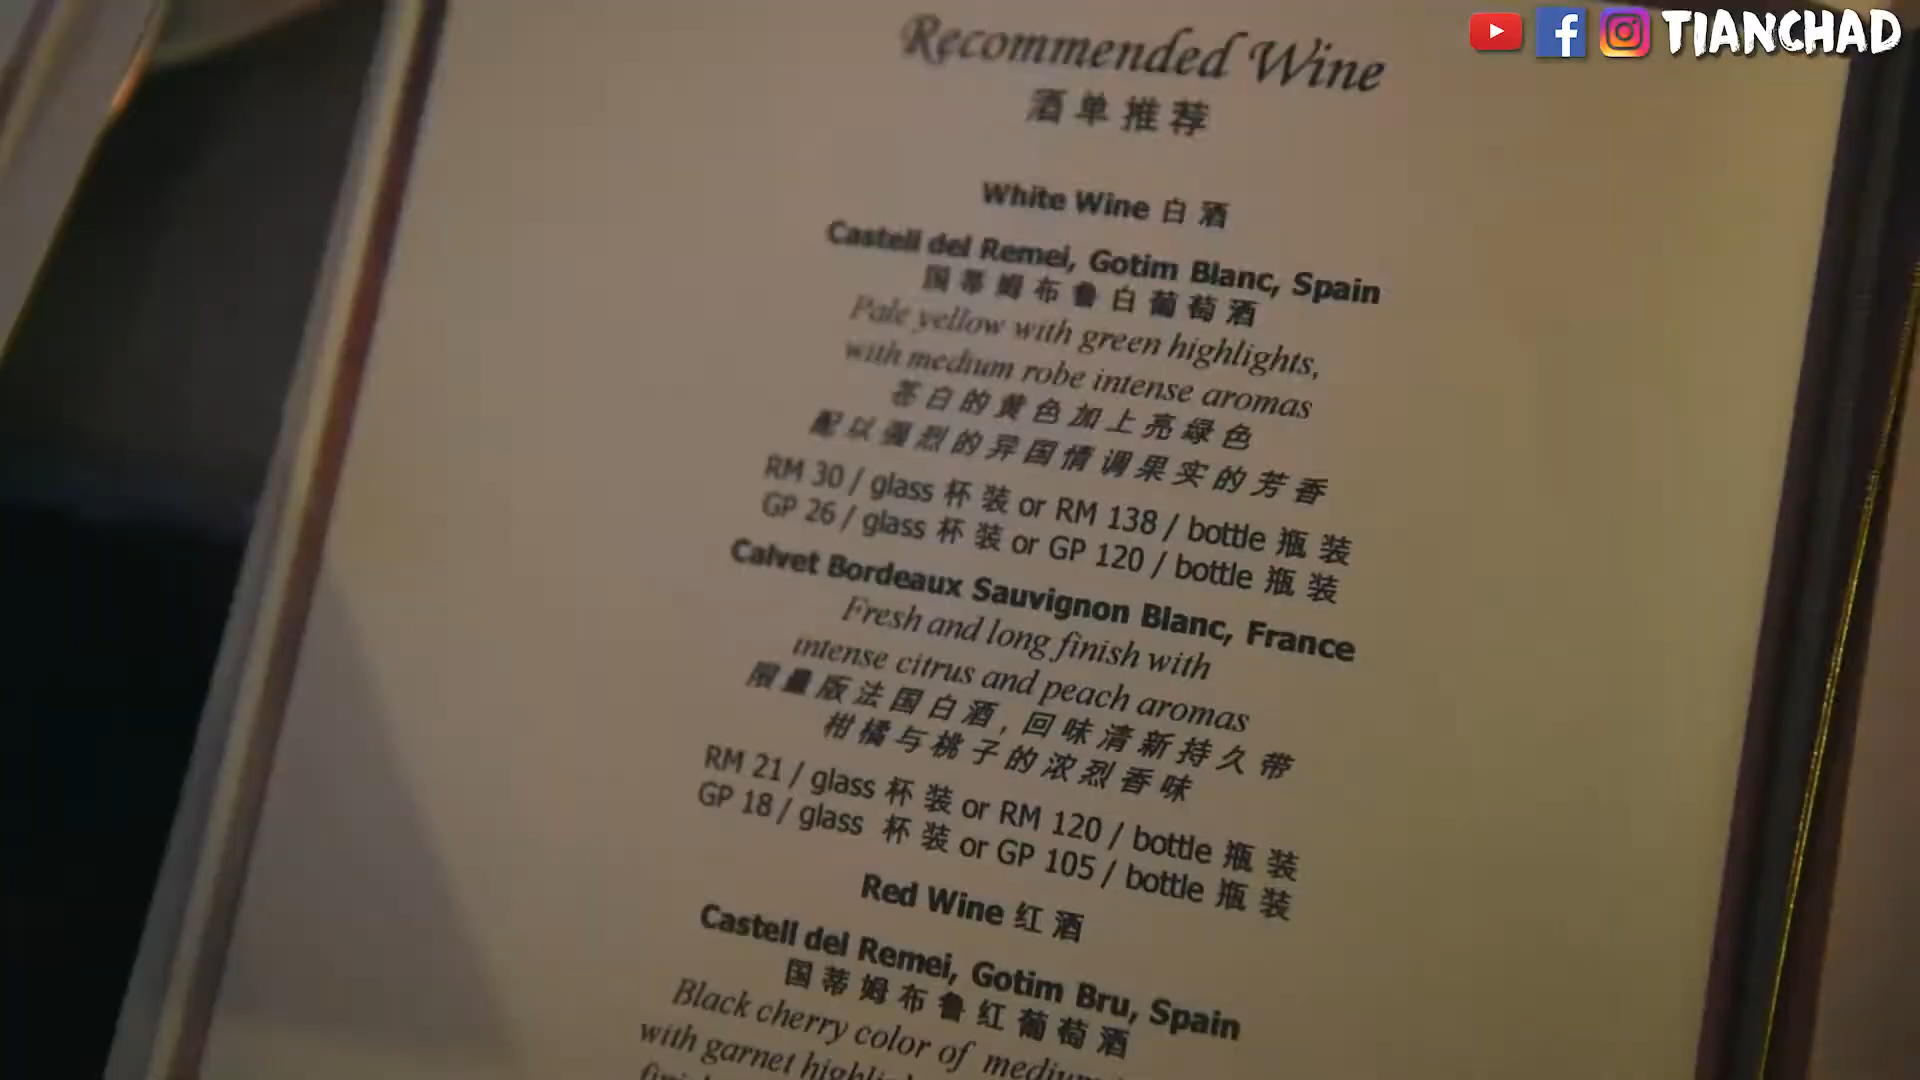 TIANCHAD
Recommended Wine
酒单推荐
White Wine 白酒
Castell del Remei, Gotim Blanc, Spain
国蒂姆布鲁白葡萄酒
Pale yellow with green highlights,
with medium robe intense aromas
苍白的黄色加上亮绿色
配以强烈的异国情调果实的芳香
RM 30 / glass 杯装 or RM 138 / bottle 瓶装
GP 26 / glass 杯装 or GP 120 / bottle 瓶装
Calvet Bordeaux Sauvignon Blanc, France
Fresh and long finish with
intense citrus and peach aromas
限量版法国白酒, 回味清新持久带
柑橘与桃子的浓烈香味
RM 21 / glass 杯装 or RM 120 / bottle 瓶装
GP 18 / glass 杯装 or GP 105 / bottle 瓶装
Red Wine 红酒
Castell del Remei, Gotim Bru, Spain
国蒂姆布鲁红葡萄酒
Black cherry color of medium
with garnet